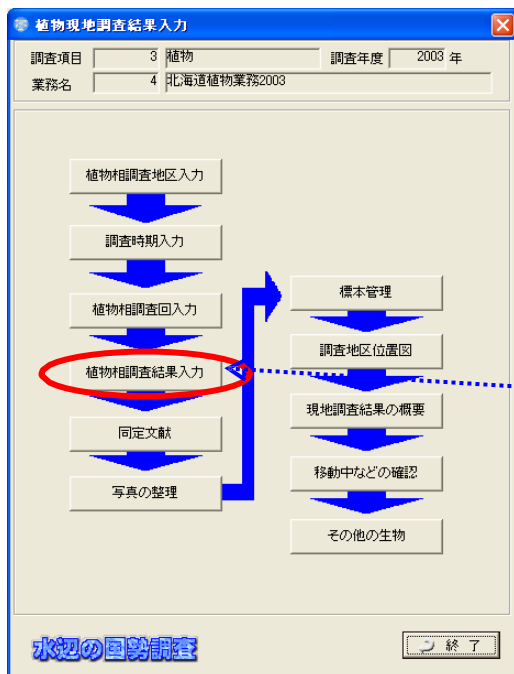 植物現地調査結果入力
調査項目 3 植物 調査年度 2003 年
業務名 4 北海道植物業務2003
植物相調査地区入力
調査時期入力
植物相調査回入力
植物相調査結果入力
同定文献
写真の整理
標本管理
調査地区位置図
現地調査結果の概要
移動中などの確認
その他の生物
水辺の国勢調査
終了